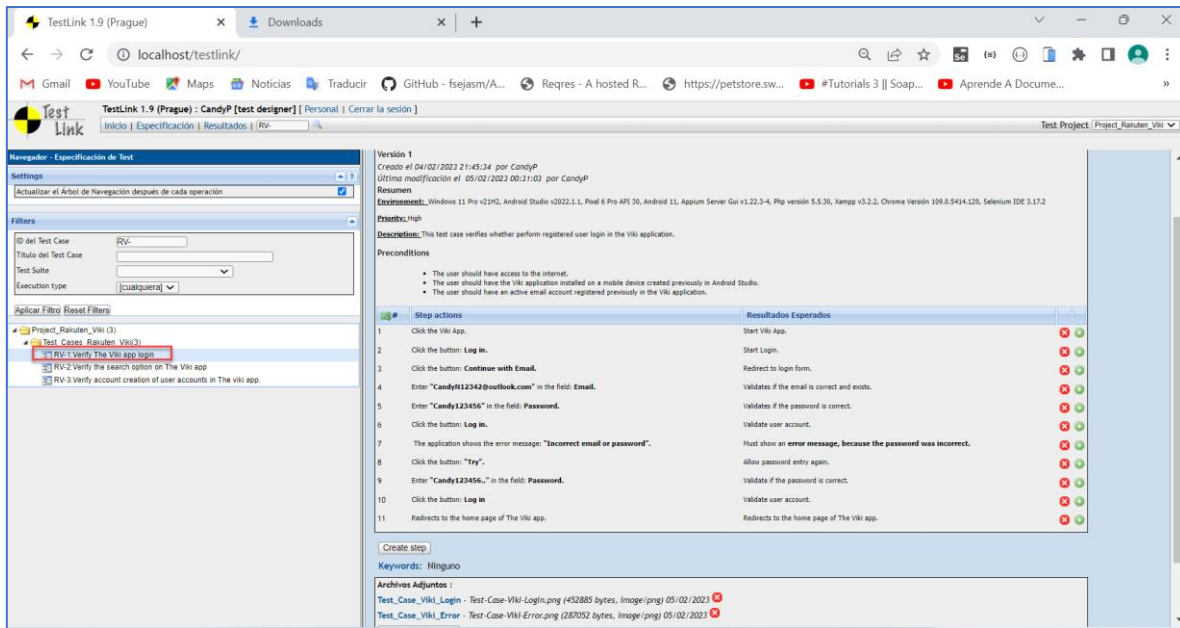 TestLink 1.9 (Prague)
Downloads
localhost/testlink/
Gmail YouTube Maps Noticias Traducir GitHub - fsejasm/A... Reqres - A hosted R... https://petstore.sw... #Tutorials 3 || Soap... Aprende A Docume... »
Test Link
TestLink 1.9 (Prague) : CandyP [test designer] [ Personal | Cerrar la sesión ]
Inicio | Especificación | Resultados | RV-
Test Project Project_Rakuten_Viki
Navegador - Especificación de Test
Settings
Actualizar el Árbol de Navegación después de cada operación
Filters
ID del Test Case RV-
Título del Test Case
Test Suite
Execution type [cualquiera]
Aplicar Filtro Reset Filters
Project_Rakuten_Viki (3)
Test_Cases_Rakuten_Viki(3)
RV-1:Verify The Viki app login
RV-2:Verify the search option on The Viki app
RV-3:Verify account creation of user accounts in The viki app.
Versión 1
Creado el 04/02/2023 21:45:34 por CandyP
Última modificación el 05/02/2023 00:31:03 por CandyP
Resumen
Environment: Windows 11 Pro v21H2, Android Studio v2022.1.1, Pixel 6 Pro API 30, Android 11, Appium Server Gui v1.22.3-4, Php versión 5.5.30, Xampp v3.2.2, Chrome Versión 109.0.5414.120, Selenium IDE 3.17.2
Priority: High
Description: This test case verifies whether perform registered user login in the Viki application.
Preconditions
• The user should have access to the internet.
• The user should have the Viki application installed on a mobile device created previously in Android Studio.
• The user should have an active email account registered previously in the Viki application.
# Step actions Resultados Esperados
1 Click the Viki App. Start Viki App.
2 Click the button: Log in. Start Login.
3 Click the button: Continue with Email. Redirect to login form.
4 Enter "CandyN12342@outlook.com" in the field: Email. Validates if the email is correct and exists.
5 Enter "Candy123456" in the field: Password. Validates if the password is correct.
6 Click the button: Log in. Validate user account.
7 The application shows the error message: "Incorrect email or password". Must show an error message, because the password was incorrect.
8 Click the button: "Try". Allow password entry again.
9 Enter "Candy123456.." in the field: Password. Validate if the password is correct.
10 Click the button: Log in Validate user account.
11 Redirects to the home page of The Viki app. Redirects to the home page of The Viki app.
Create step
Keywords: Ninguno
Archivos Adjuntos :
Test_Case_Viki_Login - Test-Case-Viki-Login.png (452885 bytes, image/png) 05/02/2023
Test_Case_Viki_Error - Test-Case-Viki-Error.png (287052 bytes, image/png) 05/02/2023